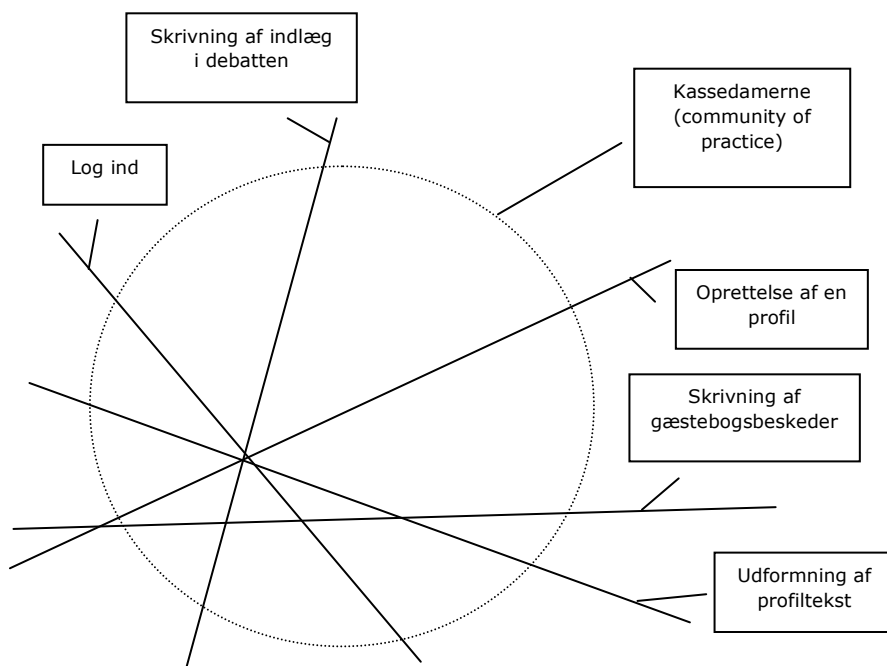 Skrivning af indlæg
i debatten
Kassedamerne
(community of
practice)
Log ind
Oprettelse af en
profil
Skrivning af
gæstebogsbeskeder
Udformning af
profiltekst